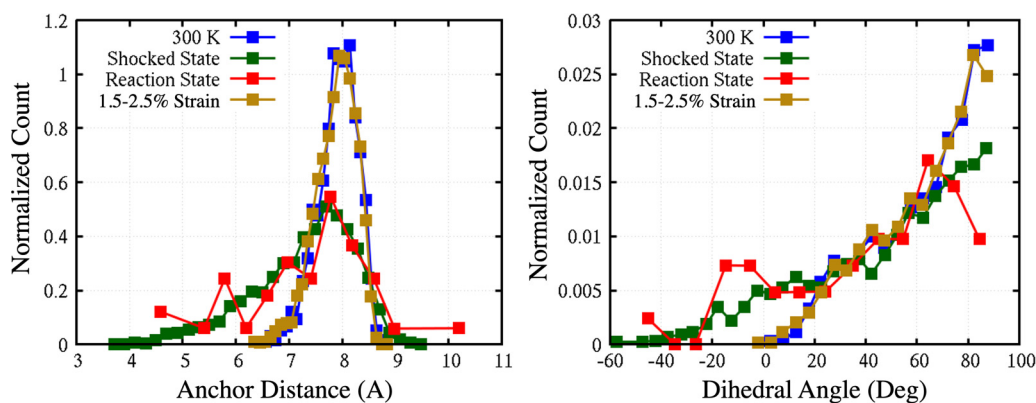 1.2
1
0.8
0.6
0.4
0.2
0
Normalized Count
300 K
Shocked State
Reaction State
1.5-2.5% Strain
3 4 5 6 7 8 9 10 11
Anchor Distance (A)
0.03
0.025
0.02
0.015
0.01
0.005
0
Normalized Count
300 K
Shocked State
Reaction State
1.5-2.5% Strain
-60 -40 -20 0 20 40 60 80 100
Dihedral Angle (Deg)